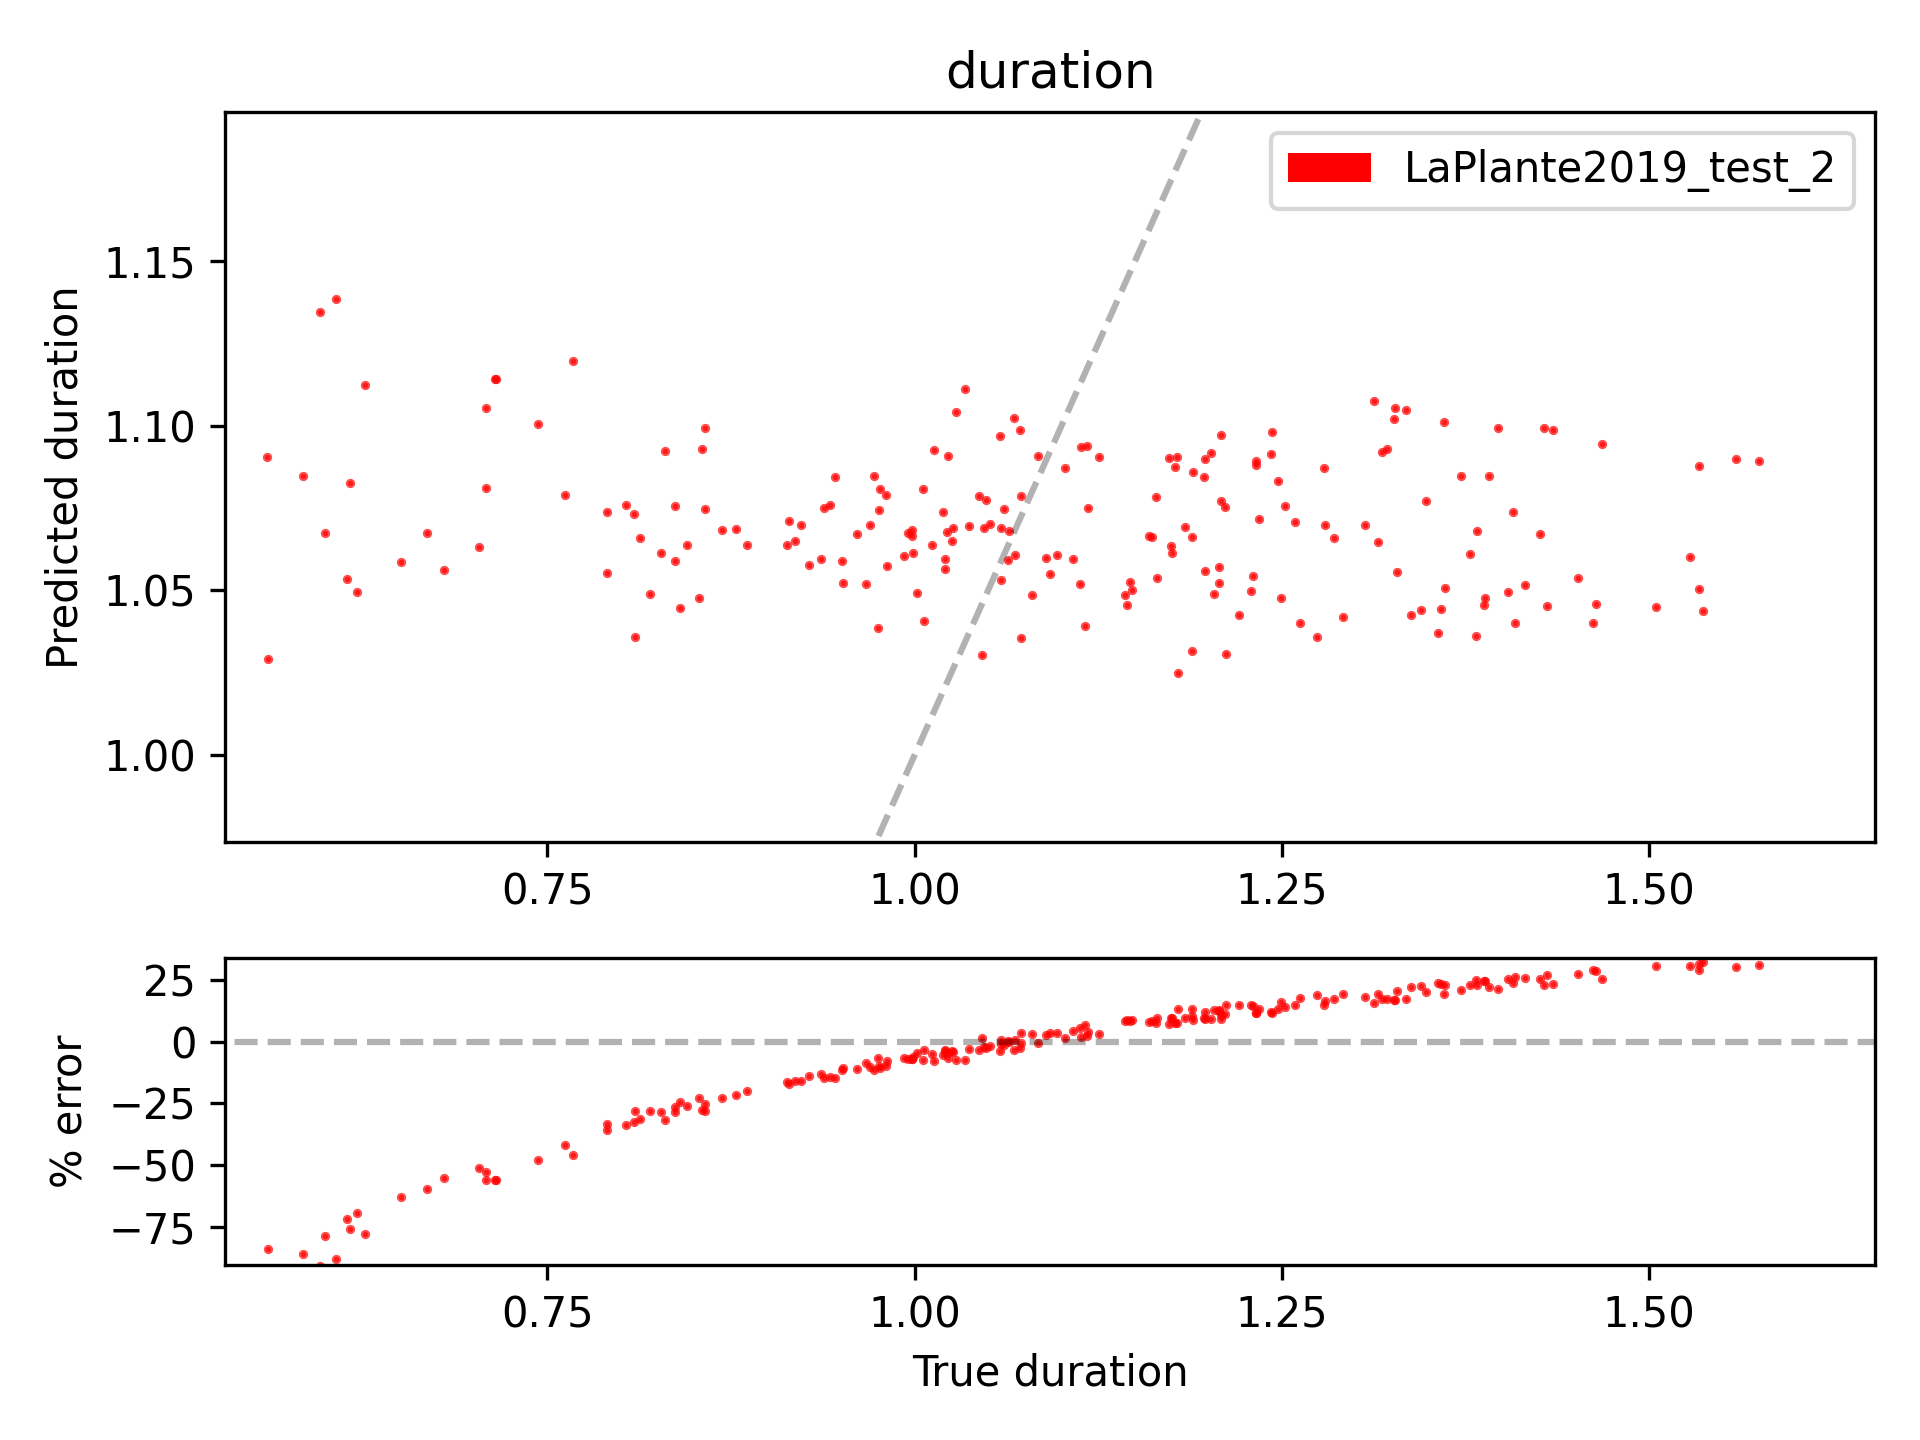 duration
LaPlante2019_test_2
Predicted duration
1.15
1.10
1.05
1.00
0.75 1.00 1.25 1.50
% error
25
0
−25
−50
−75
0.75 1.00 1.25 1.50
True duration